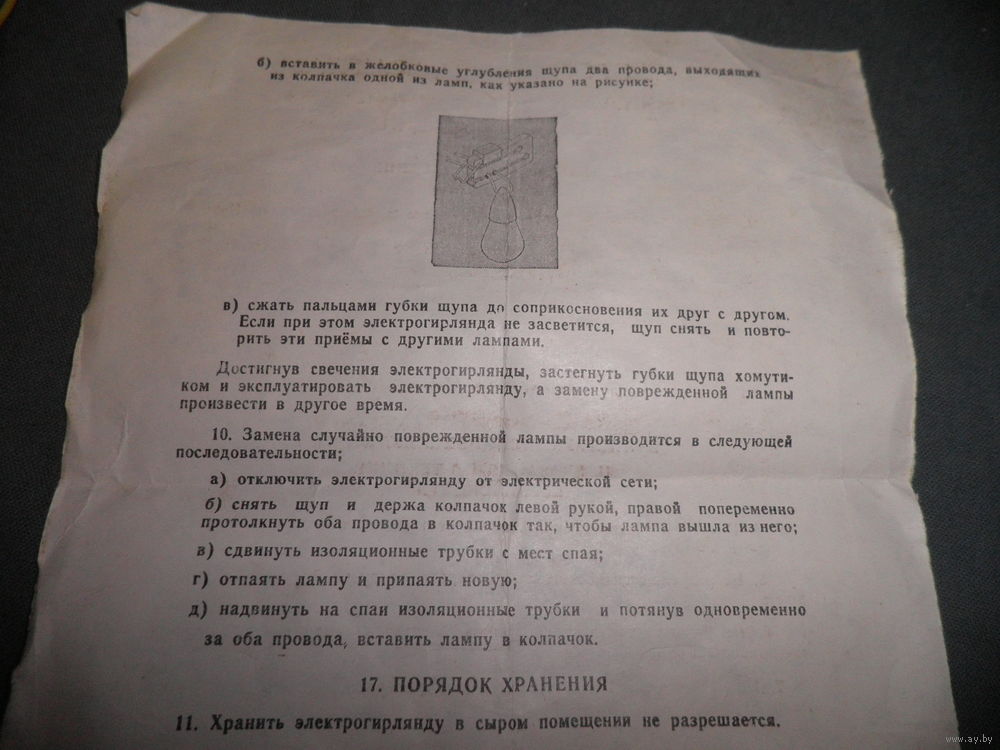 б) вставить в желобковые углубления щупа два провода, выходящих
из колпачка одной из ламп, как указано на рисунке;
в) сжать пальцами губки щупа до соприкосновения их друг с другом.
Если при этом электрогирлянда не засветится, щуп снять и повто-
рить эти приёмы с другими лампами.
Достигнув свечения электрогирлянды, застегнуть губки щупа хомути-
ком и эксплуатировать электрогирлянду, а замену поврежденной лампы
произвести в другое время.
10. Замена случайно поврежденной лампы производится в следующей
последовательности;
а) отключить электрогирлянду от электрической сети;
б) снять щуп и держа колпачок левой рукой, правой попеременно
протолкнуть оба провода в колпачок так, чтобы лампа вышла из него;
в) сдвинуть изоляционные трубки с мест спая;
г) отпаять лампу и припаять новую;
д) надвинуть на спаи изоляционные трубки и потянув одновременно
за оба провода, вставить лампу в колпачок.
17. ПОРЯДОК ХРАНЕНИЯ
11. Хранить электрогирлянду в сыром помещении не разрешается.
www.ay.by